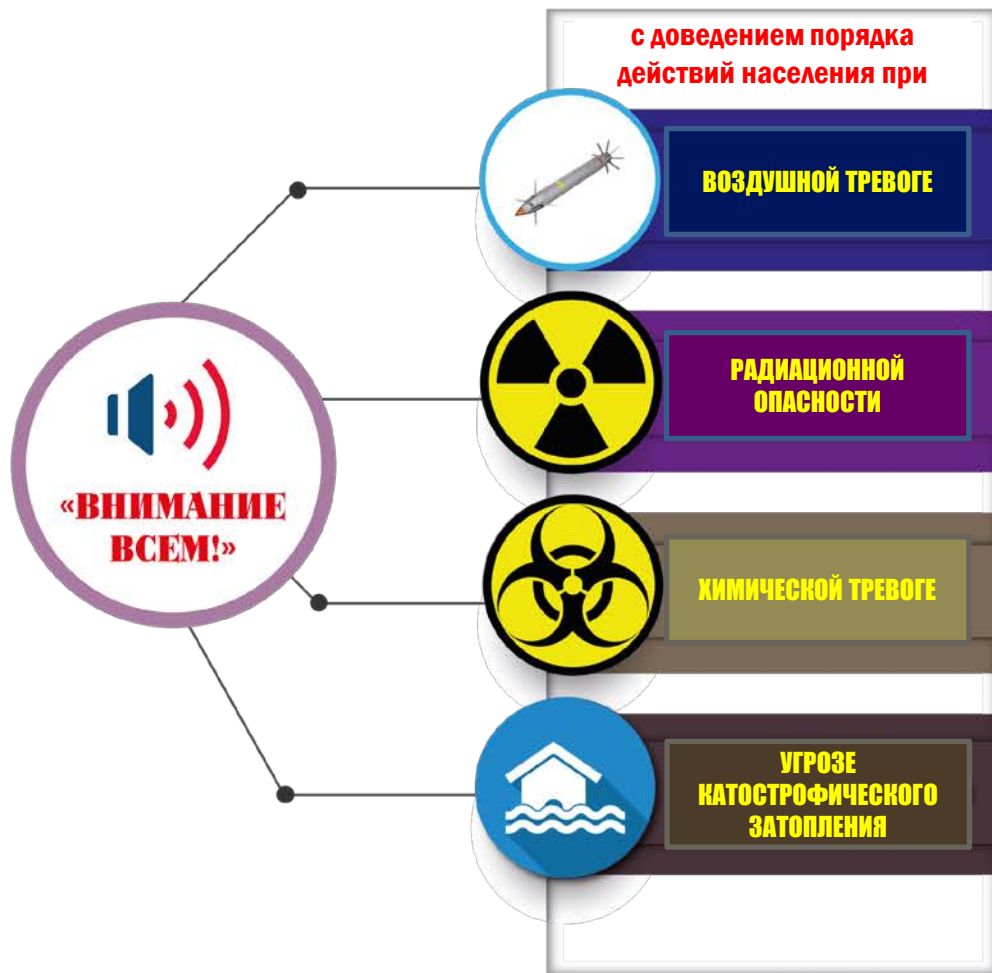 с доведением порядка
действий населения при
ВОЗДУШНОЙ ТРЕВОГЕ
РАДИАЦИОННОЙ
ОПАСНОСТИ
«ВНИМАНИЕ
ВСЕМ!»
ХИМИЧЕСКОЙ ТРЕВОГЕ
УГРОЗЕ
КАТОСТРОФИЧЕСКОГО
ЗАТОПЛЕНИЯ